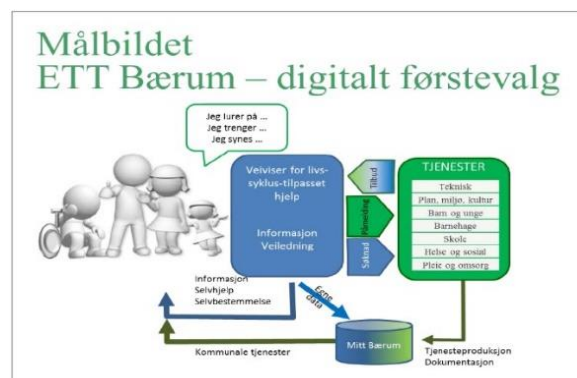 Målbildet
ETT Bærum – digitalt førstevalg
Jeg lurer på ...
Jeg trenger ...
Jeg synes ...
Veiviser for livs-
syklus-tilpasset
hjelp
Informasjon
Veiledning
Tilbud
Påmelding
Søknad
TJENESTER
Teknisk
Plan, miljø, kultur
Barn og unge
Barnehage
Skole
Helse og sosial
Pleie og omsorg
Informasjon
Selvhjelp
Selvbestemmelse
Egne
data
Kommunale tjenester
Mitt Bærum
Tjenesteproduksjon
Dokumentasjon